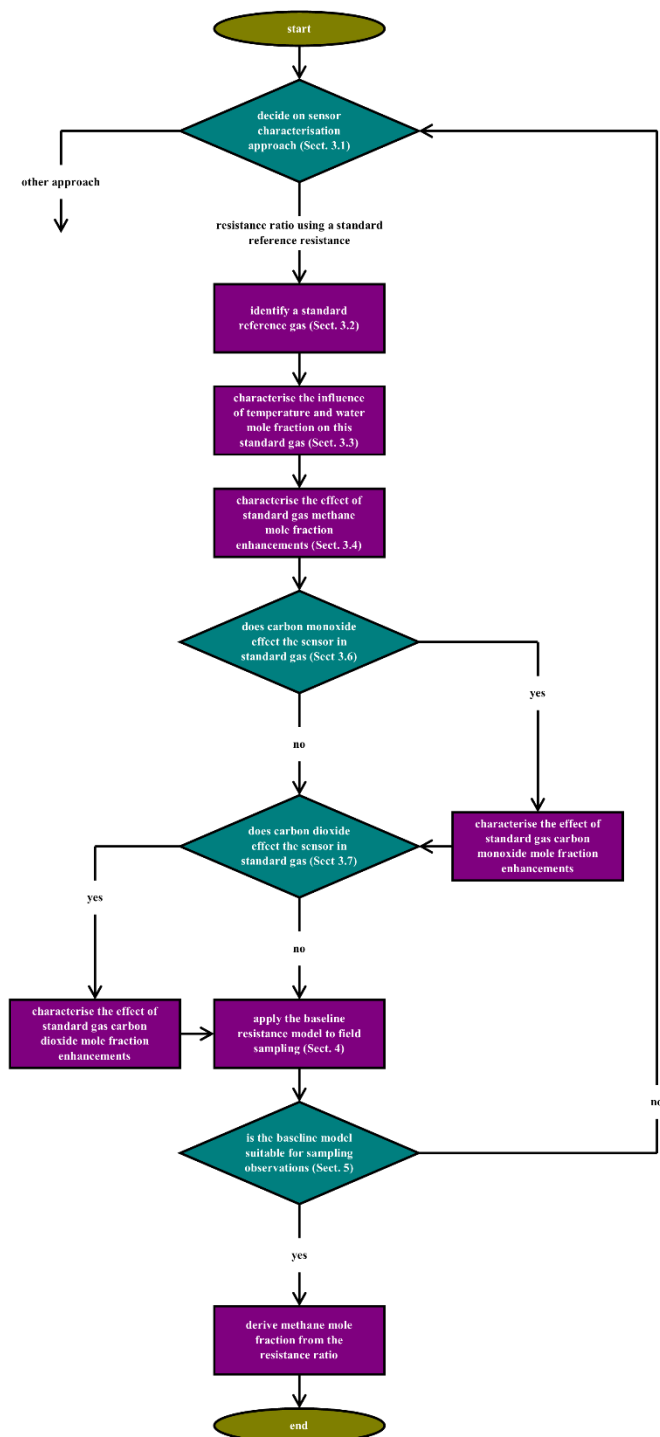 start
decide on sensor
characterisation
approach (Sect. 3.1)
other approach
resistance ratio using a standard
reference resistance
identify a standard
reference gas (Sect. 3.2)
characterise the influence
of temperature and water
mole fraction on this
standard gas (Sect. 3.3)
characterise the effect of
standard gas methane
mole fraction
enhancements (Sect. 3.4)
does carbon monoxide
effect the sensor in
standard gas (Sect 3.6)
yes
no
does carbon dioxide
effect the sensor in
standard gas (Sect 3.7)
characterise the effect of
standard gas carbon
monoxide mole fraction
enhancements
yes
no
characterise the effect of
standard gas carbon
dioxide mole fraction
enhancements
apply the baseline
resistance model to field
sampling (Sect. 4)
no
is the baseline model
suitable for sampling
observations (Sect. 5)
yes
derive methane mole
fraction from the
resistance ratio
end